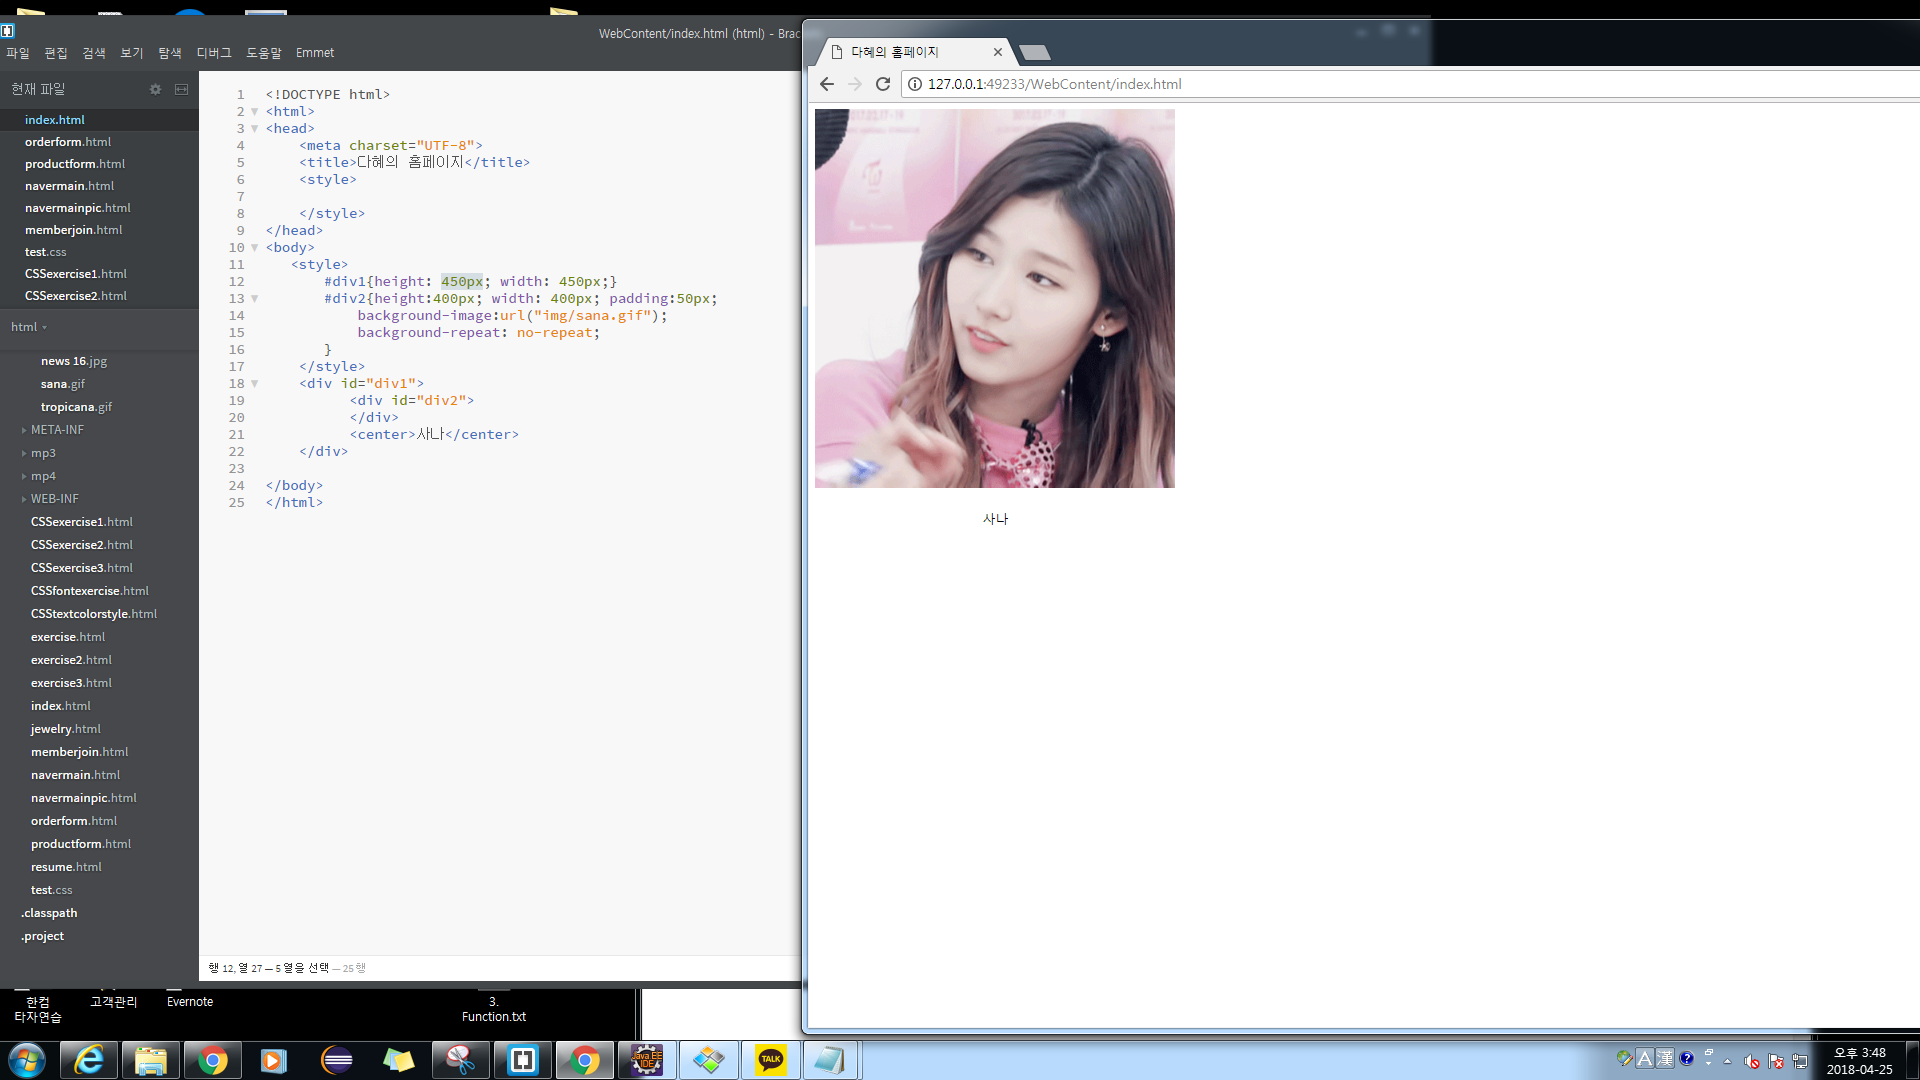 WebContent/index.html (html) - Brac
파일 편집 검색 보기 탐색 디버그 도움말 Emmet
현재 파일
index.html
orderform.html
productform.html
navermain.html
navermainpic.html
memberjoin.html
test.css
CSSexercise1.html
CSSexercise2.html
html
news 16.jpg
sana.gif
tropicana.gif
META-INF
mp3
mp4
WEB-INF
CSSexercise1.html
CSSexercise2.html
CSSexercise3.html
CSSfontexercise.html
CSStextcolorstyle.html
exercise.html
exercise2.html
exercise3.html
index.html
jewelry.html
memberjoin.html
navermain.html
navermainpic.html
orderform.html
productform.html
resume.html
test.css
.classpath
.project
1 <!DOCTYPE html>
2 <html>
3 <head>
4 <meta charset="UTF-8">
5 <title>다혜의 홈페이지</title>
6 <style>
7
8 </style>
9 </head>
10 <body>
11 <style>
12 #div1{height: 450px; width: 450px;}
13 #div2{height:400px; width: 400px; padding:50px;
14 background-image:url("img/sana.gif");
15 background-repeat: no-repeat;
16 }
17 </style>
18 <div id="div1">
19 <div id="div2">
20 </div>
21 <center>사나</center>
22 </div>
23
24 </body>
25 </html>
행 12, 열 27 — 5 열을 선택 — 25 행
다혜의 홈페이지
127.0.0.1:49233/WebContent/index.html
사나
한컴
타자연습
고객관리
Evernote
3.
Function.txt
Java EE
IDE
TALK
A 漢
오후 3:48
2018-04-25